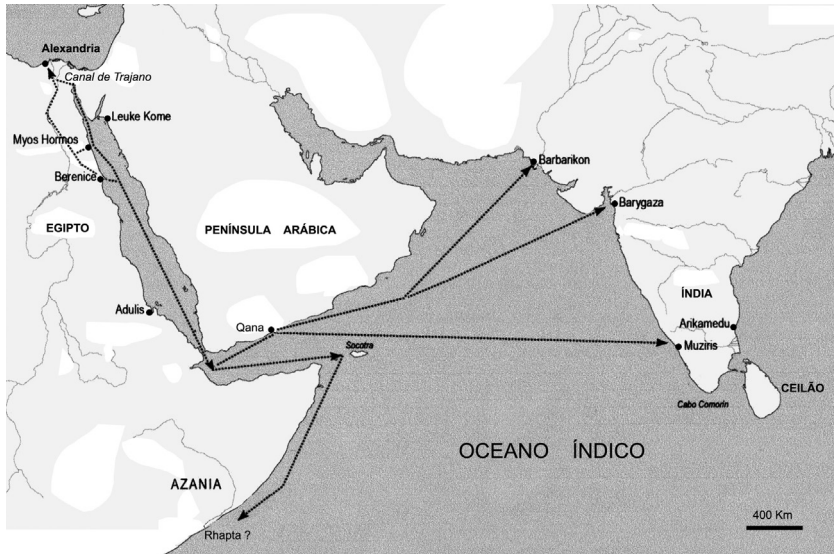 Alexandria
Canal de Trajano
Leuke Kome
Myos Hormos
Berenice
EGIPTO
PENÍNSULA ARÁBICA
Adulis
Qana
Socotra
Barbarikon
Barygaza
ÍNDIA
Arikamedu
Muziris
CEILÃO
Cabo Comorin
OCEANO ÍNDICO
AZANIA
Rhapta ?
400 Km